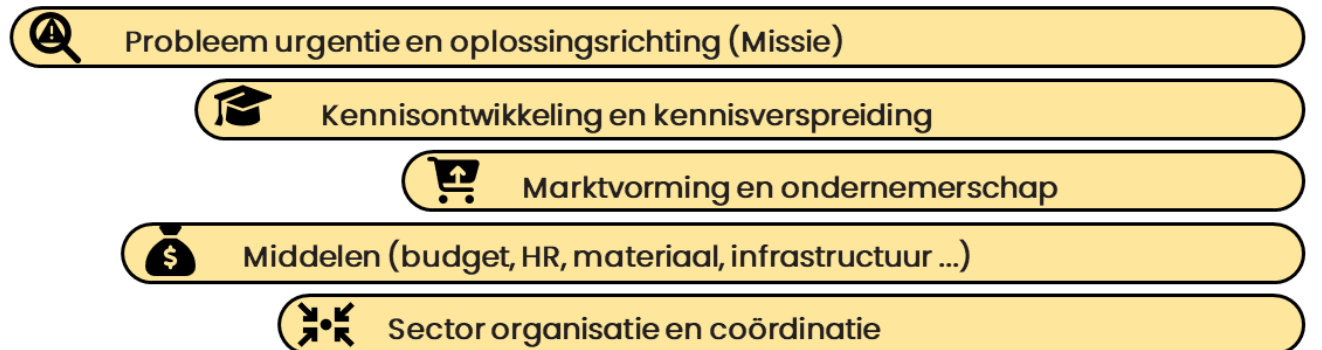 Probleem urgentie en oplossingsrichting (Missie)
Kennisontwikkeling en kennisverspreiding
Marktvorming en ondernemerschap
Middelen (budget, HR, materiaal, infrastructuur ...)
Sector organisatie en coördinatie